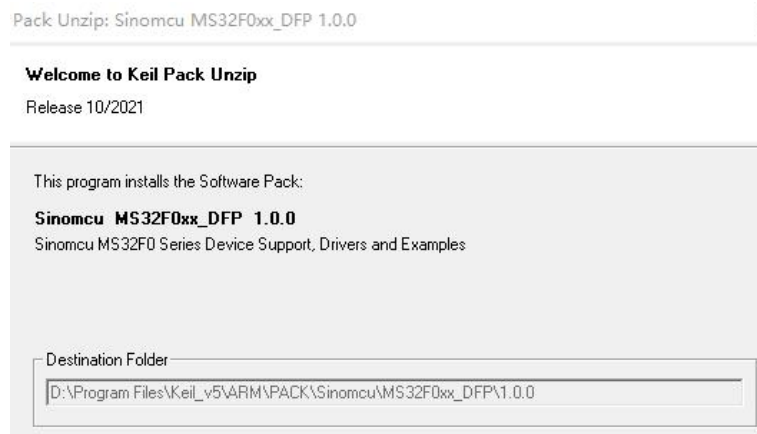 Pack Unzip: Sinomcu MS32F0xx_DFP 1.0.0
Welcome to Keil Pack Unzip
Release 10/2021
This program installs the Software Pack:
Sinomcu MS32F0xx_DFP 1.0.0
Sinomcu MS32F0 Series Device Support, Drivers and Examples
Destination Folder
D:\Program Files\Keil_v5\ARM\PACK\Sinomcu\MS32F0xx_DFP\1.0.0